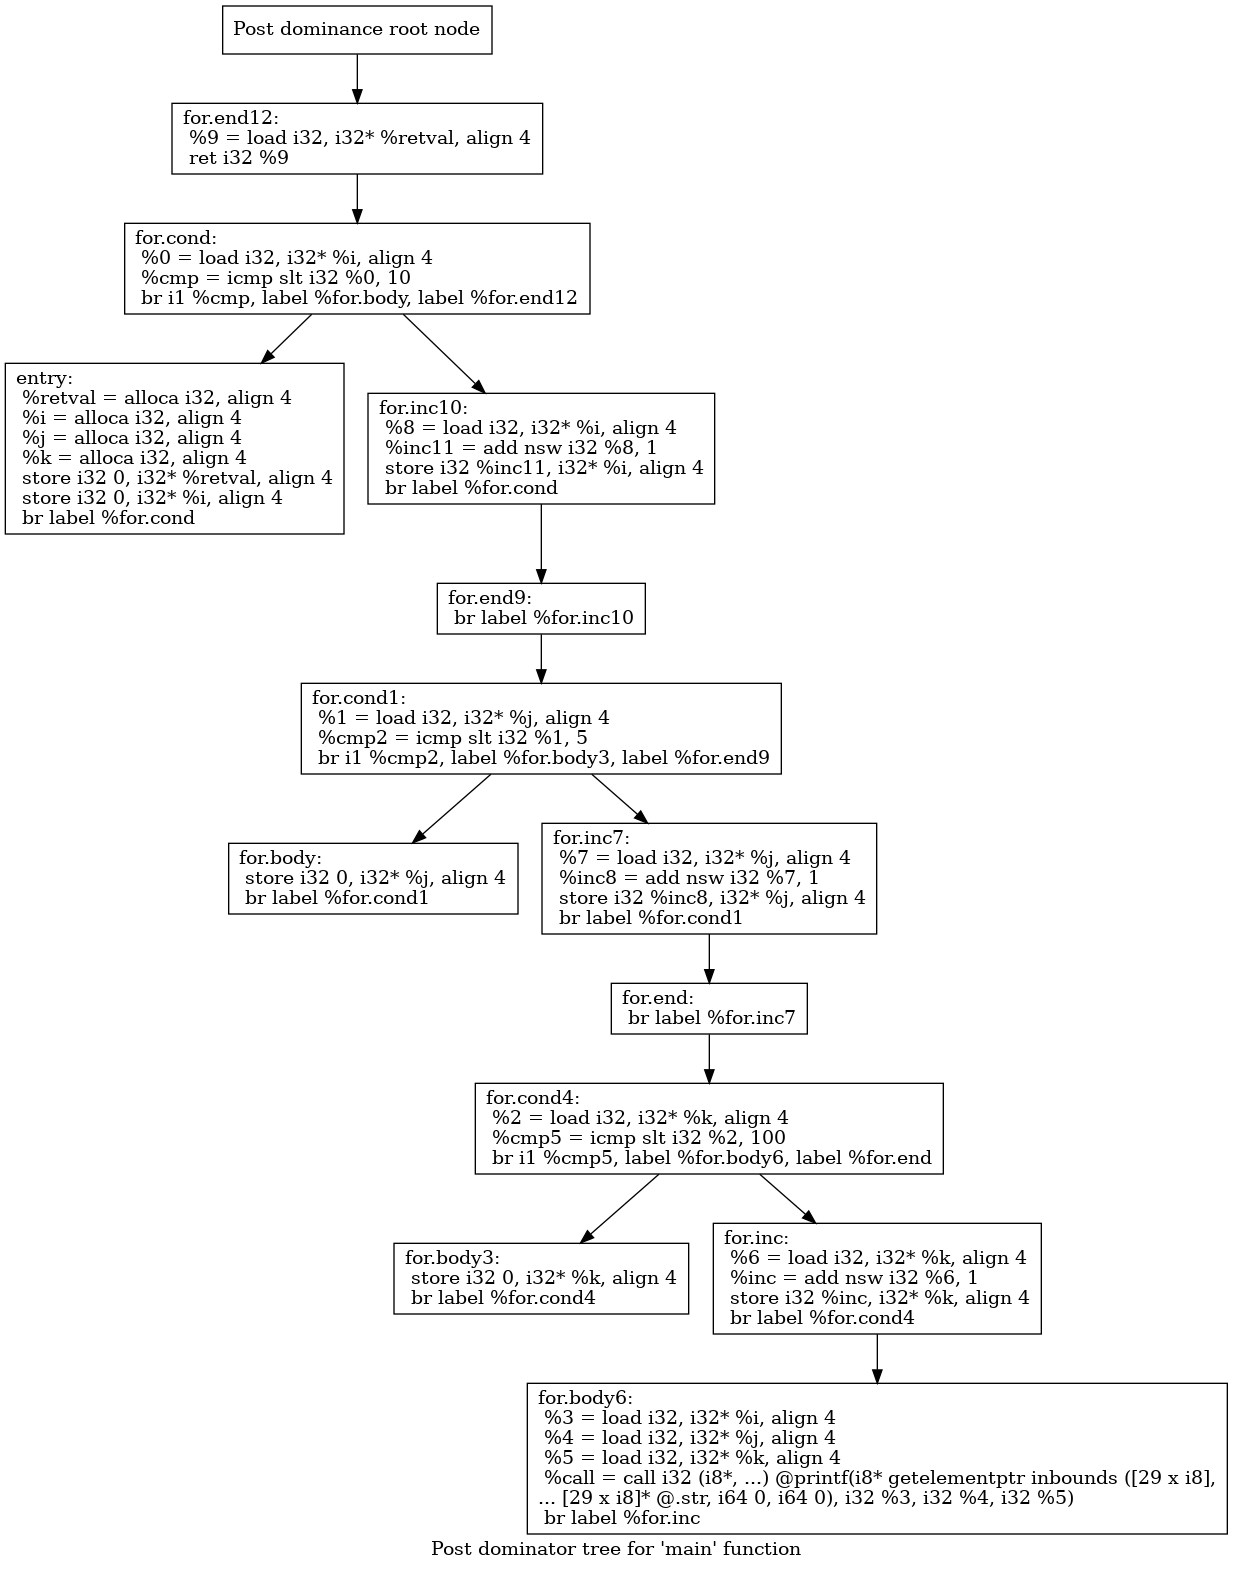 Post dominance root node
for.end12:
%9 = load i32, i32* %retval, align 4
ret i32 %9
for.cond:
%0 = load i32, i32* %i, align 4
%cmp = icmp slt i32 %0, 10
br i1 %cmp, label %for.body, label %for.end12
entry:
%retval = alloca i32, align 4
%i = alloca i32, align 4
%j = alloca i32, align 4
%k = alloca i32, align 4
store i32 0, i32* %retval, align 4
store i32 0, i32* %i, align 4
br label %for.cond
for.inc10:
%8 = load i32, i32* %i, align 4
%inc11 = add nsw i32 %8, 1
store i32 %inc11, i32* %i, align 4
br label %for.cond
for.end9:
br label %for.inc10
for.cond1:
%1 = load i32, i32* %j, align 4
%cmp2 = icmp slt i32 %1, 5
br i1 %cmp2, label %for.body3, label %for.end9
for.body:
store i32 0, i32* %j, align 4
br label %for.cond1
for.inc7:
%7 = load i32, i32* %j, align 4
%inc8 = add nsw i32 %7, 1
store i32 %inc8, i32* %j, align 4
br label %for.cond1
for.end:
br label %for.inc7
for.cond4:
%2 = load i32, i32* %k, align 4
%cmp5 = icmp slt i32 %2, 100
br i1 %cmp5, label %for.body6, label %for.end
for.body3:
store i32 0, i32* %k, align 4
br label %for.cond4
for.inc:
%6 = load i32, i32* %k, align 4
%inc = add nsw i32 %6, 1
store i32 %inc, i32* %k, align 4
br label %for.cond4
for.body6:
%3 = load i32, i32* %i, align 4
%4 = load i32, i32* %j, align 4
%5 = load i32, i32* %k, align 4
%call = call i32 (i8*, ...) @printf(i8* getelementptr inbounds ([29 x i8],
... [29 x i8]* @.str, i64 0, i64 0), i32 %3, i32 %4, i32 %5)
br label %for.inc
Post dominator tree for 'main' function